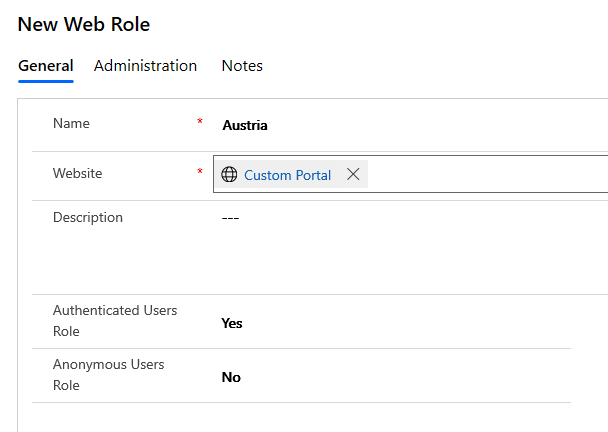 New Web Role
General Administration Notes
Name * Austria
Website * Custom Portal
Description ---
Authenticated Users
Role Yes
Anonymous Users
Role No